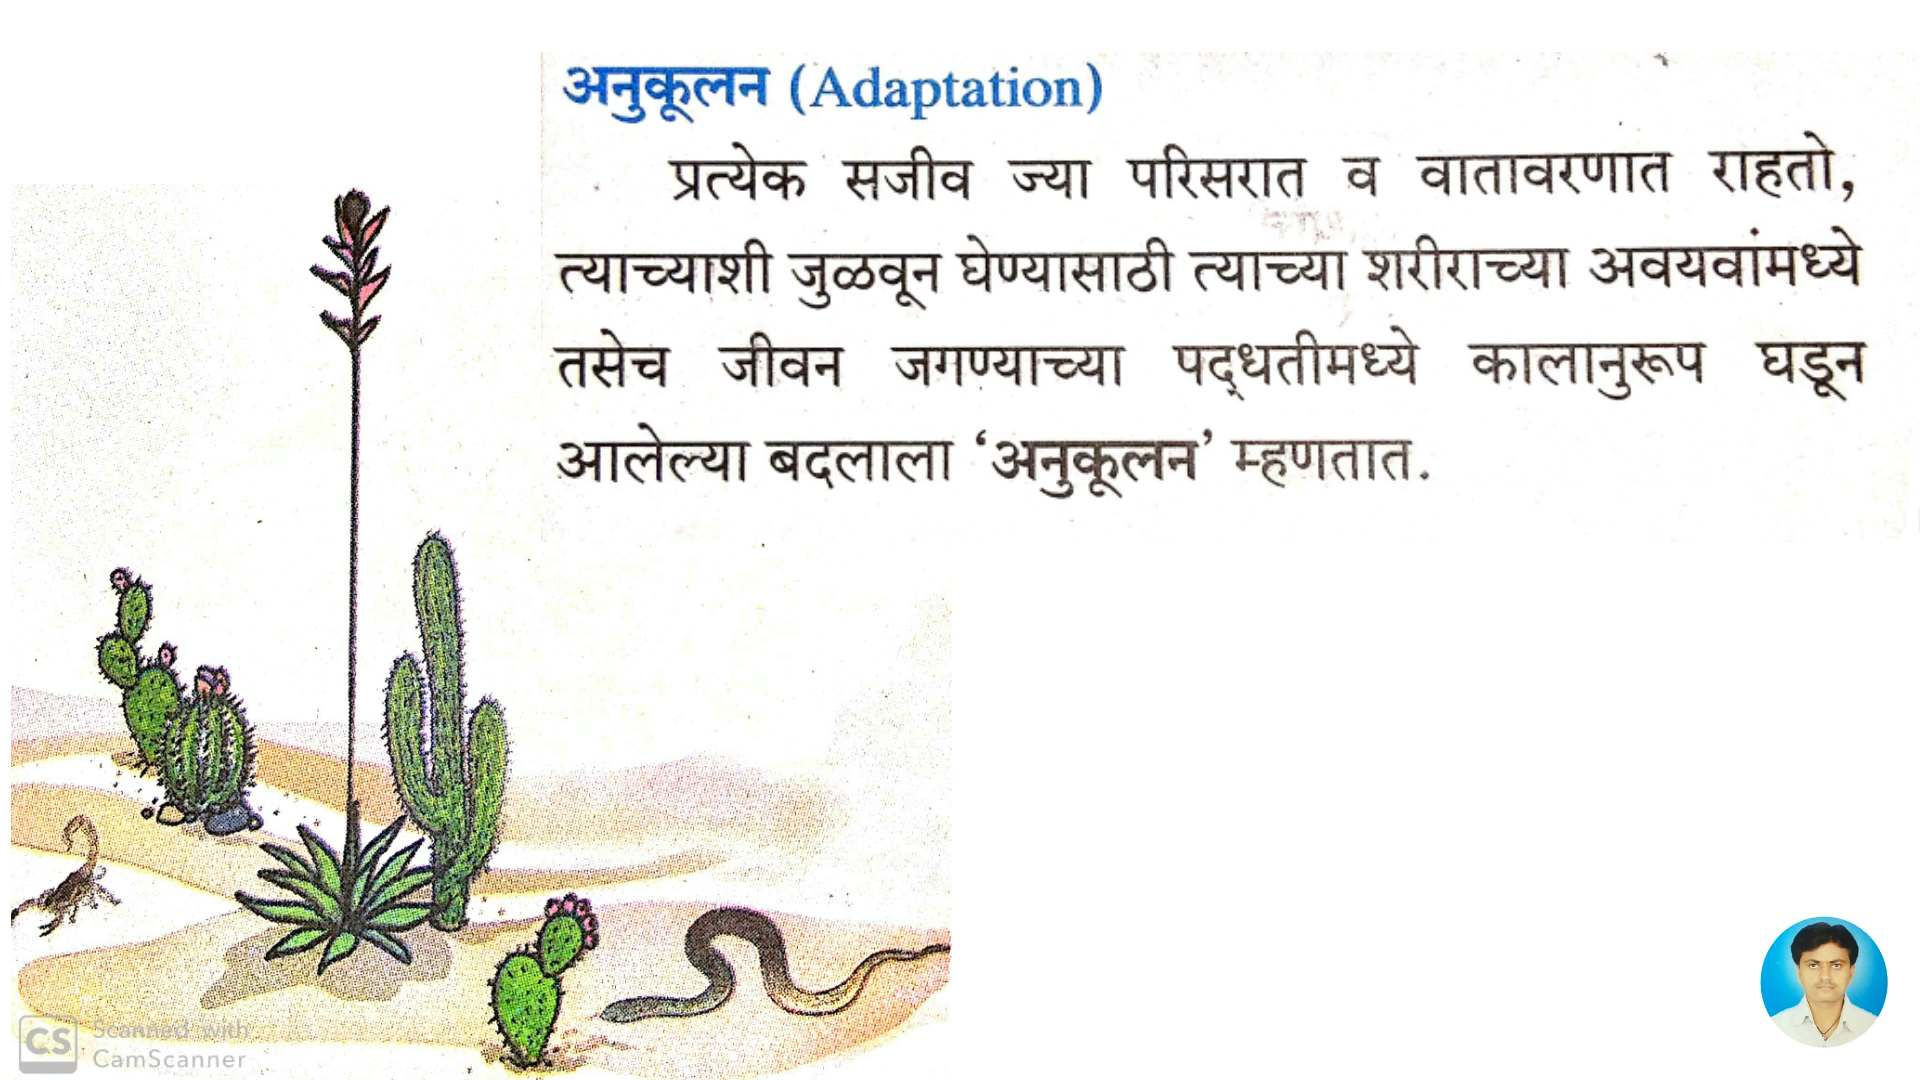 अनुकूलन (Adaptation)
प्रत्येक सजीव ज्या परिसरात व वातावरणात राहतो,
त्याच्याशी जुळवून घेण्यासाठी त्याच्या शरीराच्या अवयवांमध्ये
तसेच जीवन जगण्याच्या पद्धतीमध्ये कालानुरूप घडून
आलेल्या बदलाला ‘अनुकूलन’ म्हणतात.
CS Scanned with
CamScanner